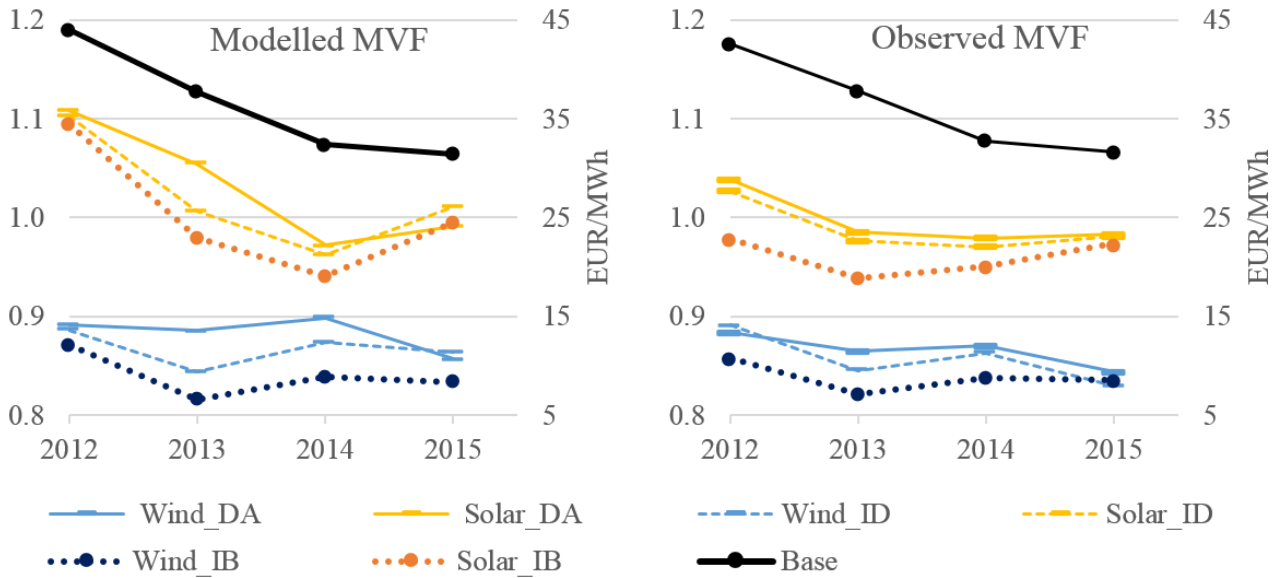 Modelled MVF
1.2
1.1
1.0
0.9
0.8
45
35
25
15
5
EUR/MWh
2012 2013 2014 2015
Observed MVF
1.2
1.1
1.0
0.9
0.8
45
35
25
15
5
EUR/MWh
2012 2013 2014 2015
Wind_DA Solar_DA Wind_ID Solar_ID
Wind_IB Solar_IB Base